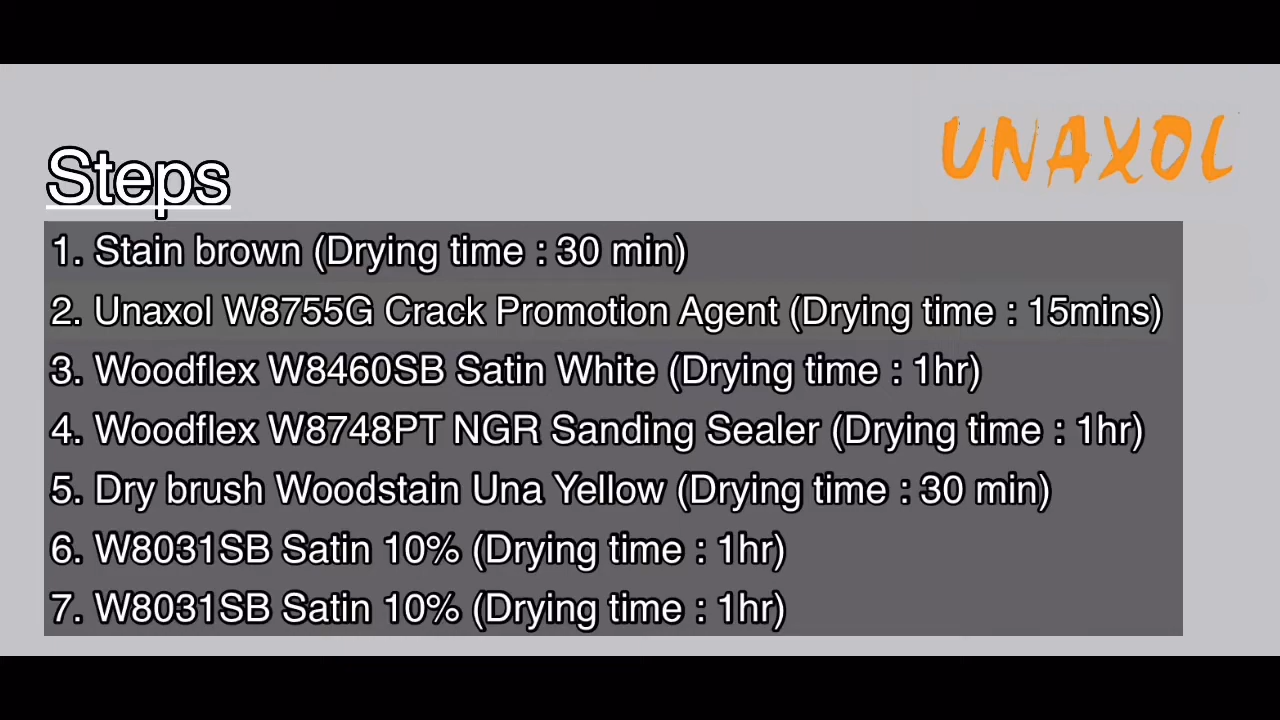 UNAXOL
Steps
1. Stain brown (Drying time : 30 min)
2. Unaxol W8755G Crack Promotion Agent (Drying time : 15mins)
3. Woodflex W8460SB Satin White (Drying time : 1hr)
4. Woodflex W8748PT NGR Sanding Sealer (Drying time : 1hr)
5. Dry brush Woodstain Una Yellow (Drying time : 30 min)
6. W8031SB Satin 10% (Drying time : 1hr)
7. W8031SB Satin 10% (Drying time : 1hr)